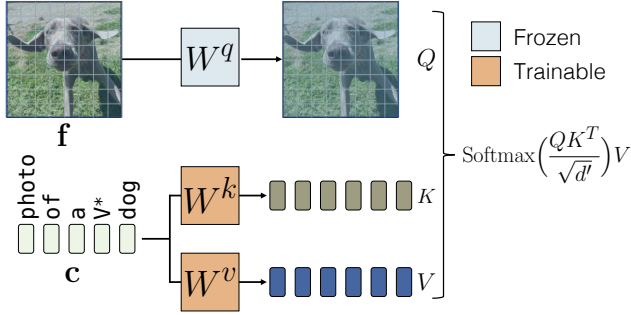 W^q
Q
Frozen
Trainable
f
Softmax(QK^T/√d')V
photo
of
a
V*
dog
c
W^k
K
W^v
V